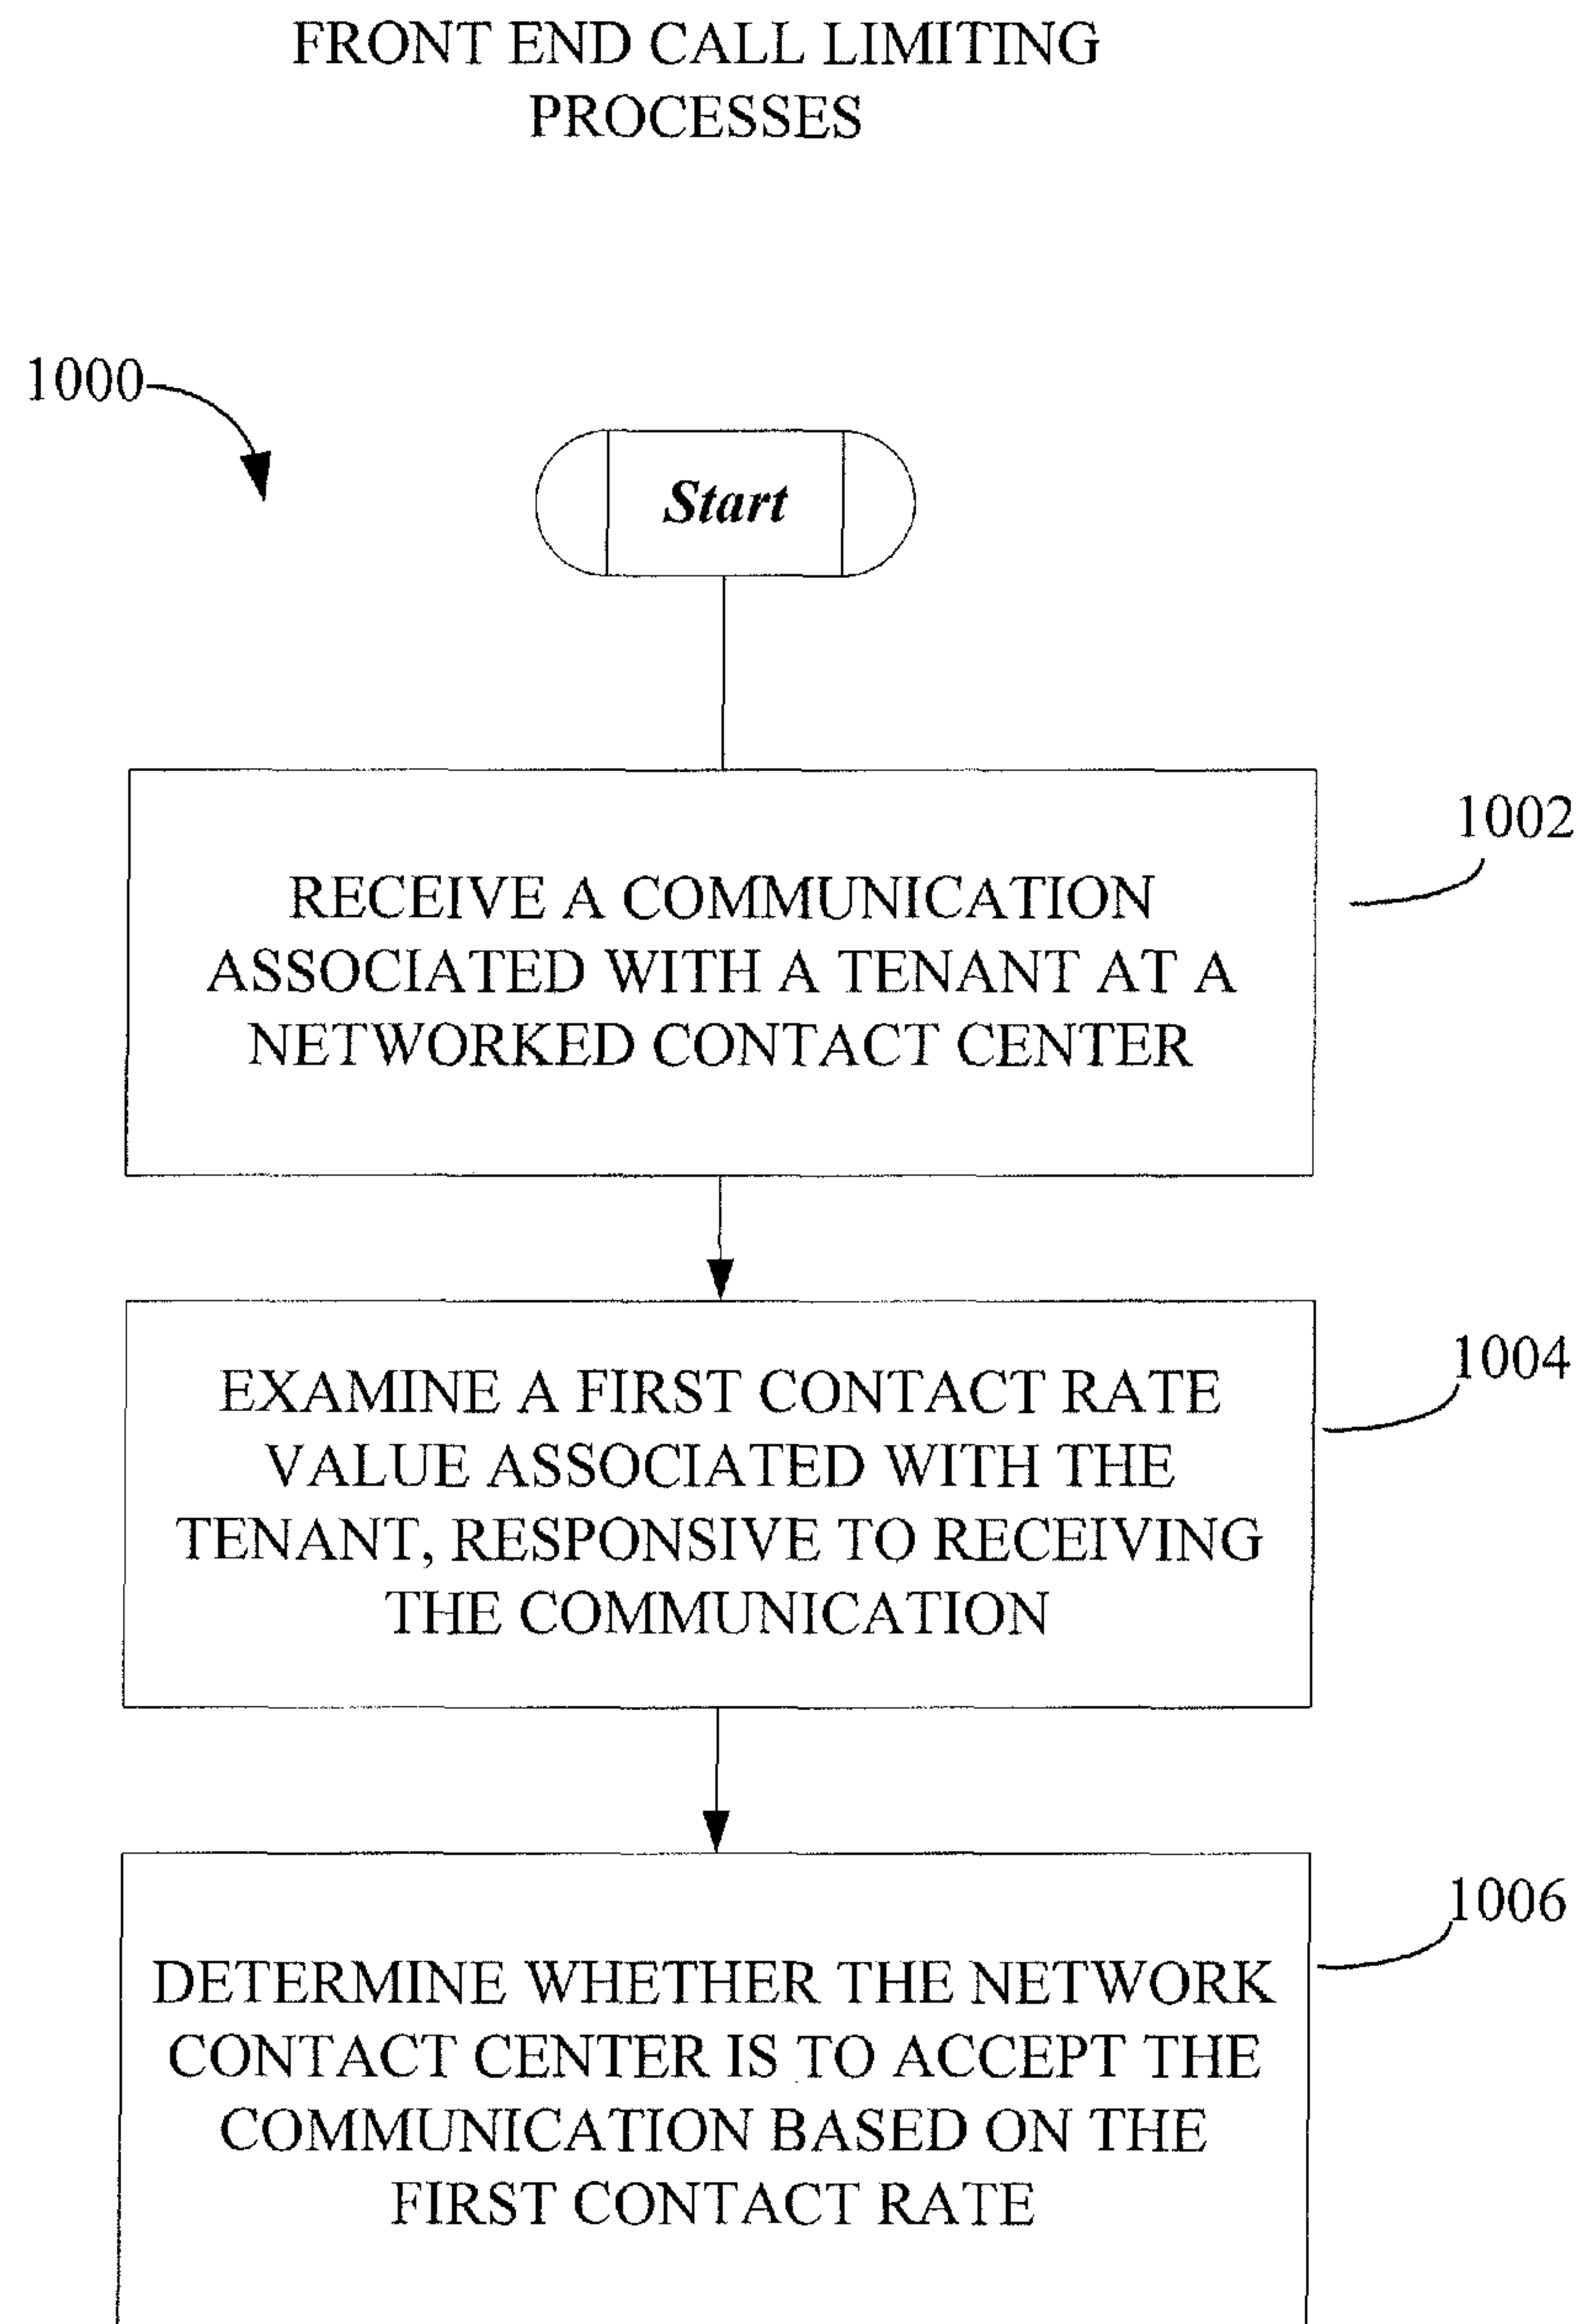 FRONT END CALL LIMITING
PROCESSES
1000
Start
1002
RECEIVE A COMMUNICATION
ASSOCIATED WITH A TENANT AT A
NETWORKED CONTACT CENTER
1004
EXAMINE A FIRST CONTACT RATE
VALUE ASSOCIATED WITH THE
TENANT, RESPONSIVE TO RECEIVING
THE COMMUNICATION
1006
DETERMINE WHETHER THE NETWORK
CONTACT CENTER IS TO ACCEPT THE
COMMUNICATION BASED ON THE
FIRST CONTACT RATE